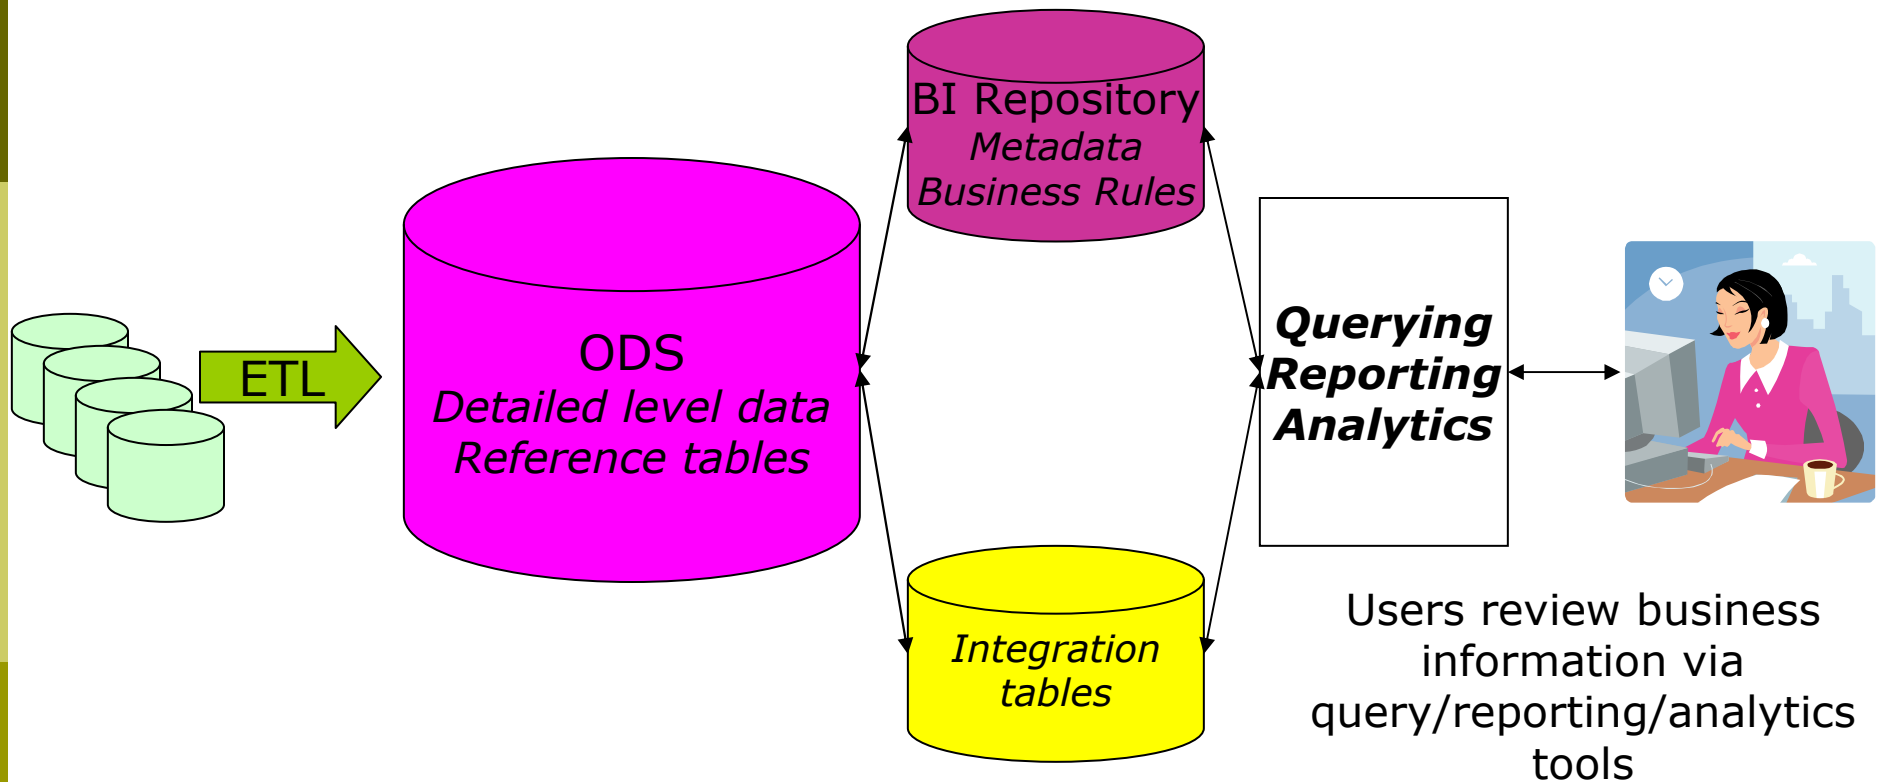 BI Repository
Metadata
Business Rules
ETL
ODS
Detailed level data
Reference tables
Querying
Reporting
Analytics
Integration
tables
Users review business
information via
query/reporting/analytics
tools